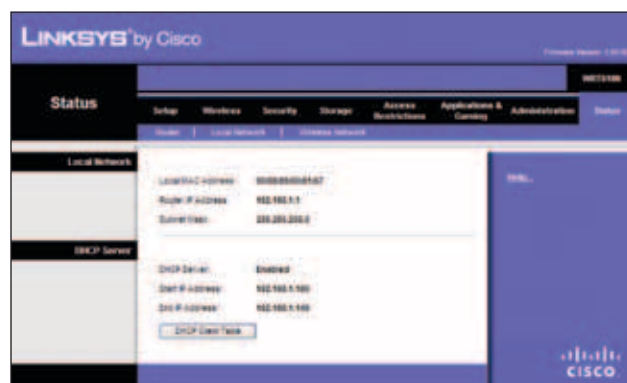 LINKSYS® by Cisco
Status
Setup Wireless Security Storage Access Restrictions Applications & Gaming Administration Status
Router | Local Network | Wireless Network
Local Network
Local MAC Address:
Router IP Address: 192.168.1.1
Subnet Mask: 255.255.255.0
Help...
DHCP Server
DHCP Server: Enabled
Start IP Address: 192.168.1.100
End IP Address: 192.168.1.149
DHCP Client Table
CISCO